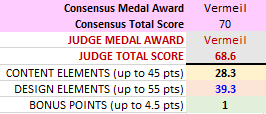 Consensus Medal Award Vermeil
Consensus Total Score 70
JUDGE MEDAL AWARD Vermeil
JUDGE TOTAL SCORE 68.6
CONTENT ELEMENTS (up to 45 pts) 28.3
DESIGN ELEMENTS (up to 55 pts) 39.3
BONUS POINTS (up to 4.5 pts) 1